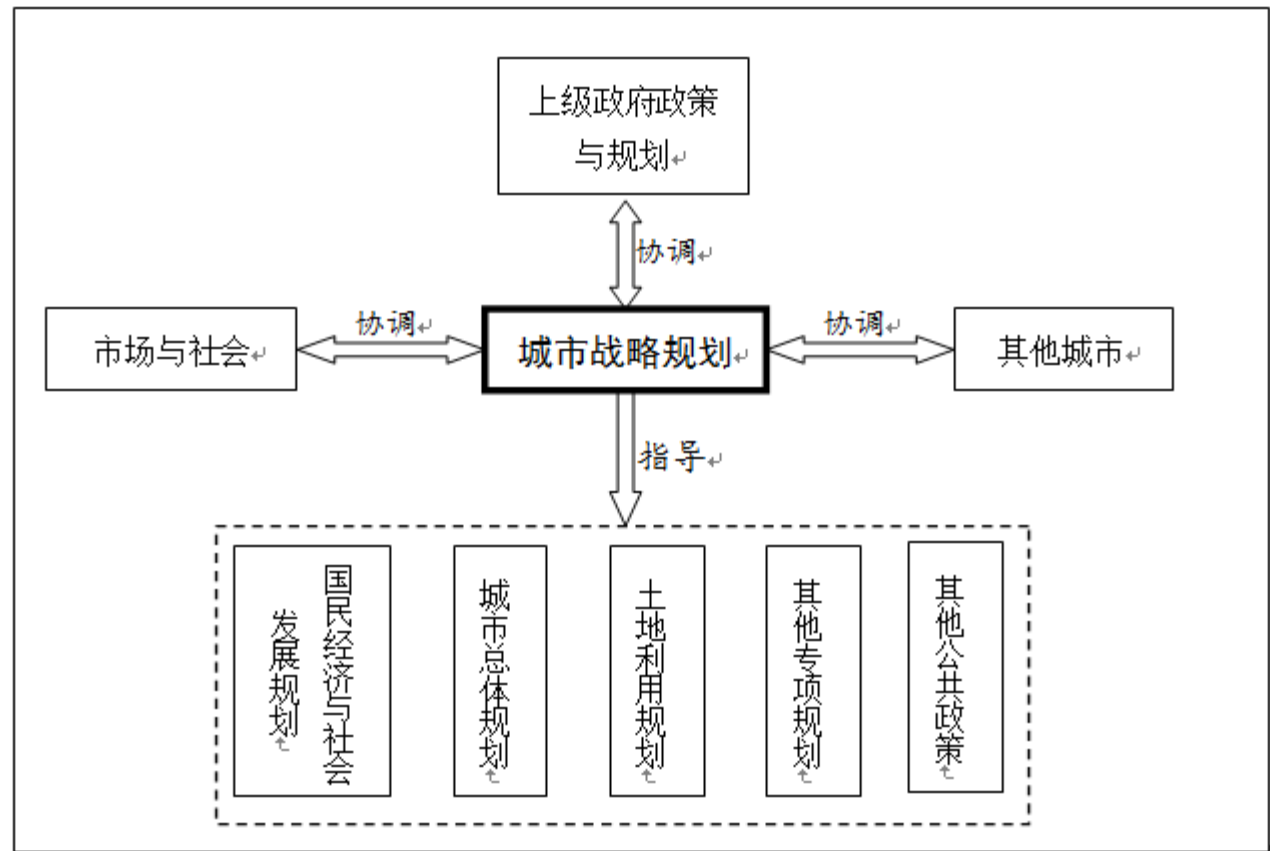 上级政府政策
与规划
协调
市场与社会
协调
城市战略规划
协调
其他城市
指导
国民经济与社会
发展规划
城市总体规划
土地利用规划
其他专项规划
其他公共政策